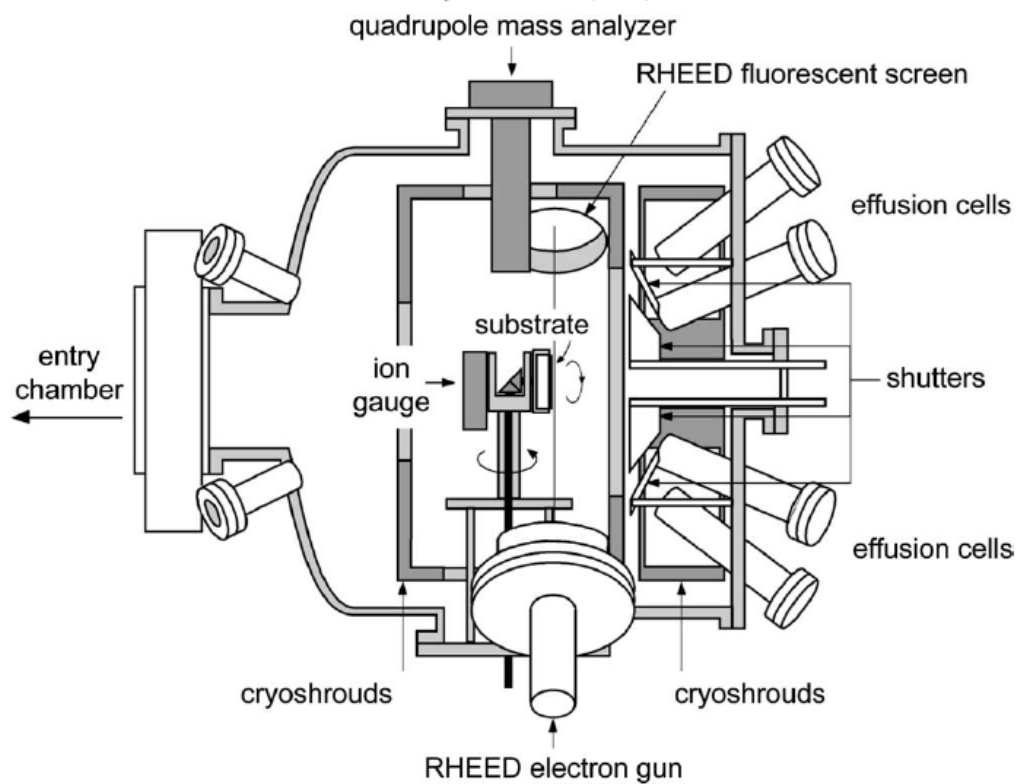 quadrupole mass analyzer
RHEED fluorescent screen
effusion cells
substrate
entry
chamber
ion
gauge
shutters
effusion cells
cryoshrouds
cryoshrouds
RHEED electron gun